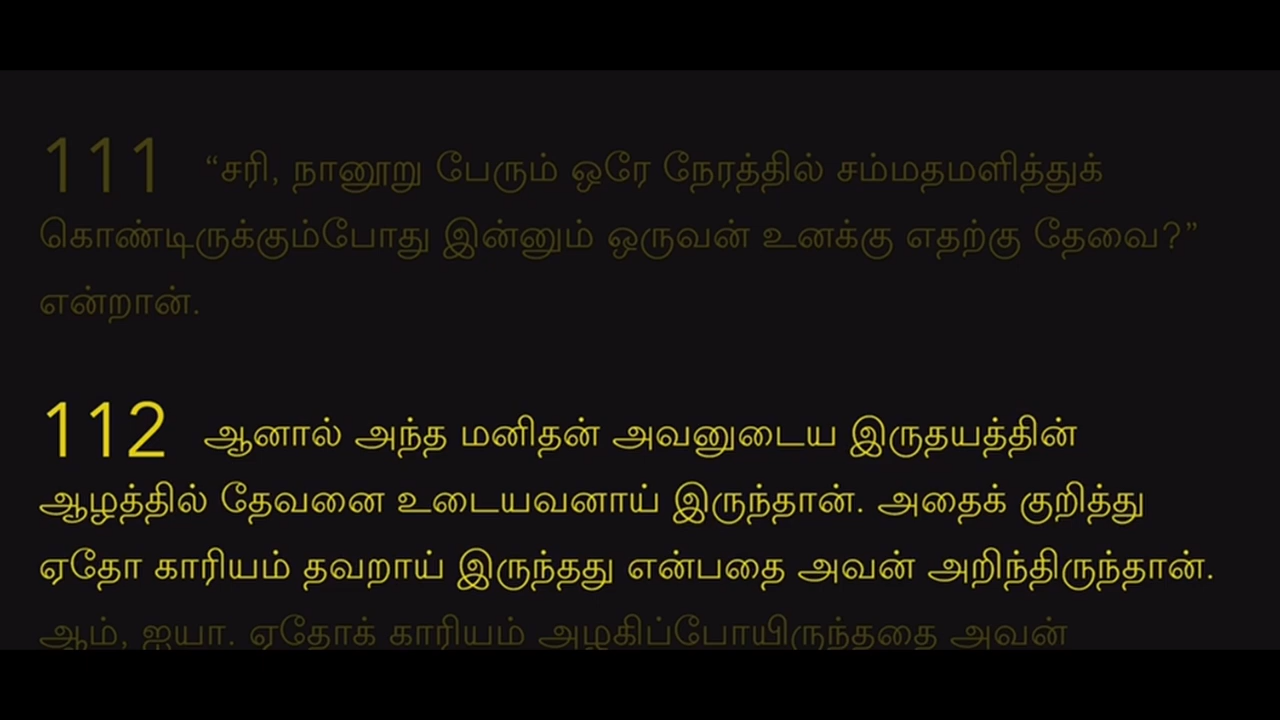 111 “சரி, நானூறு பேரும் ஒரே நேரத்தில் சம்மதமளித்துக்
கொண்டிருக்கும்போது இன்னும் ஒருவன் உனக்கு எதற்கு தேவை?”
என்றான்.
112 ஆனால் அந்த மனிதன் அவனுடைய இருதயத்தின்
ஆழத்தில் தேவனை உடையவனாய் இருந்தான். அதைக் குறித்து
ஏதோ காரியம் தவறாய் இருந்தது என்பதை அவன் அறிந்திருந்தான்.
ஆம், ஐயா. ஏதோக் காரியம் அழகிப்போயிருந்ததை அவன்